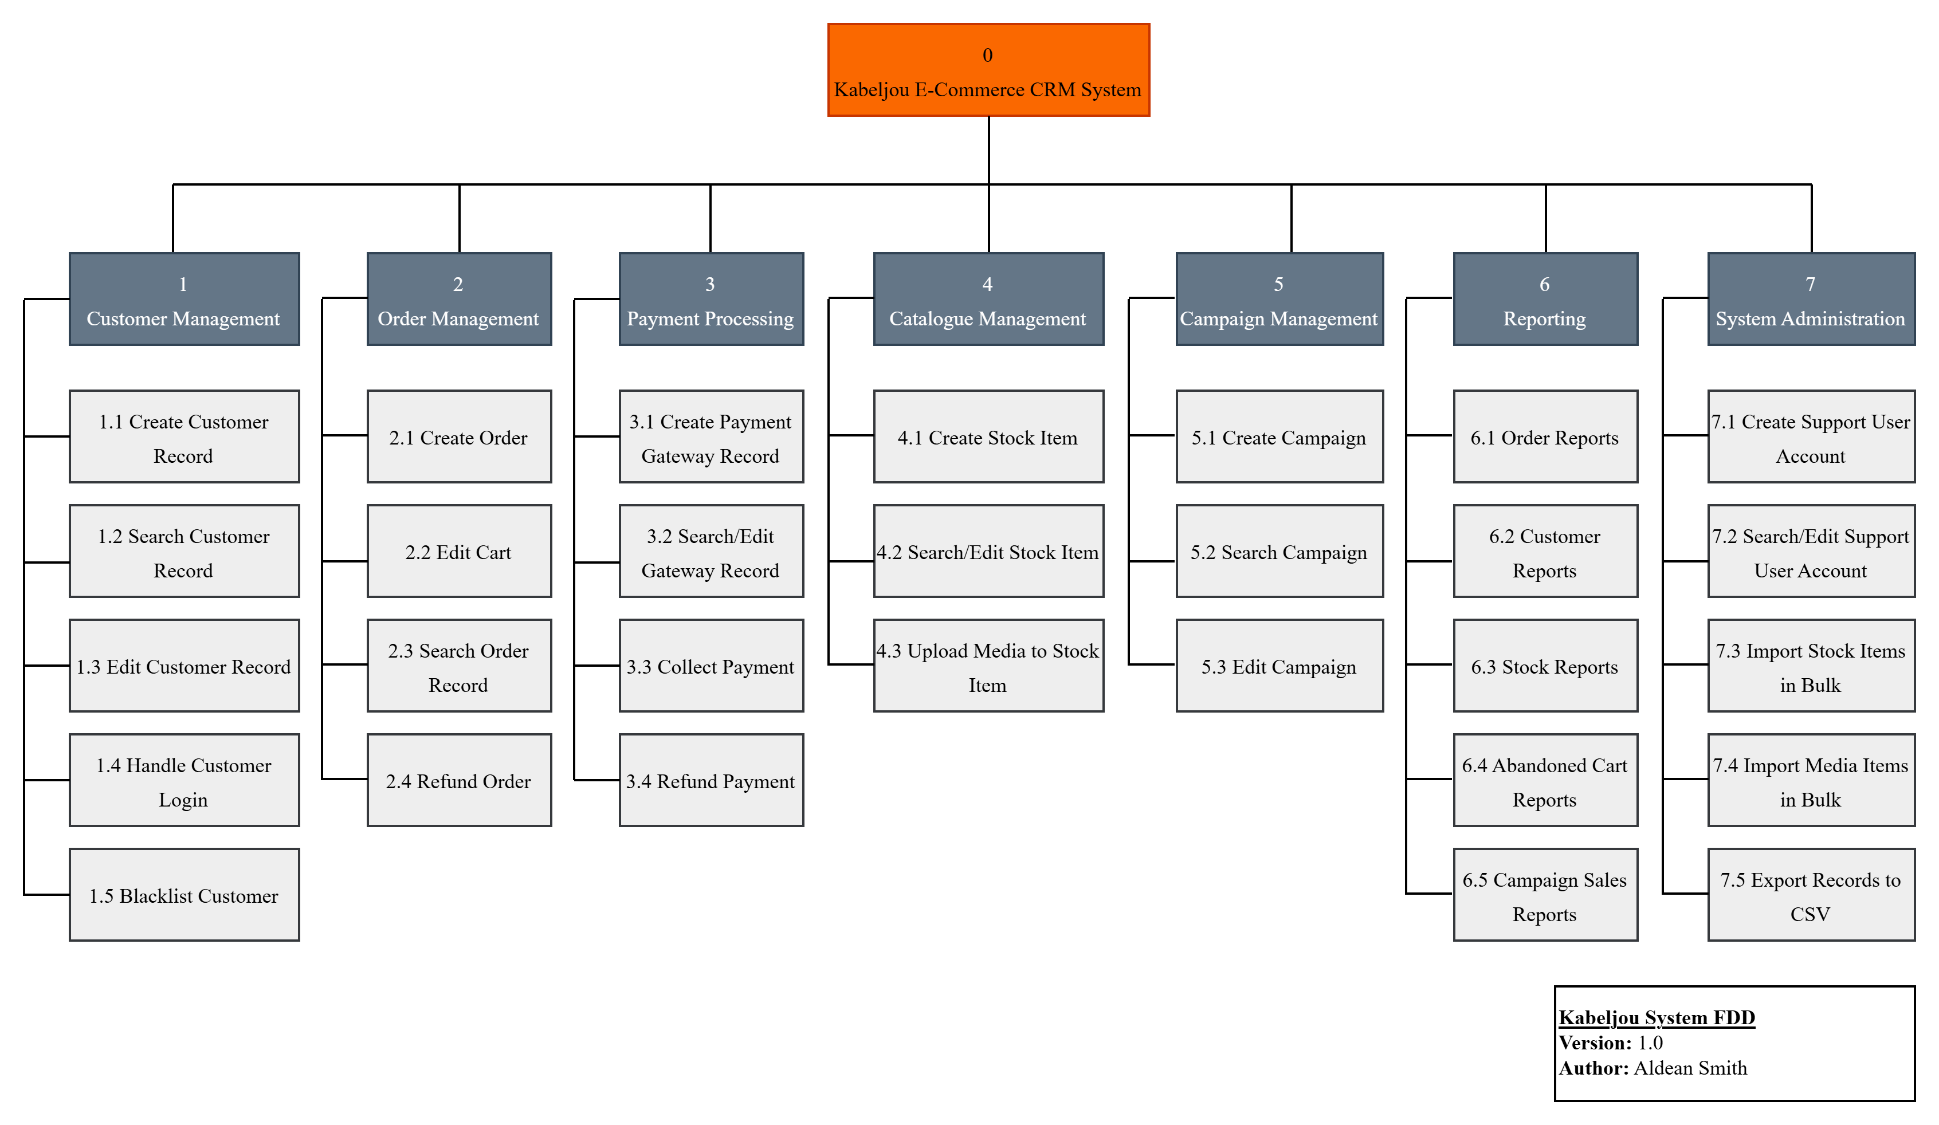 0
Kabeljou E-Commerce CRM System
1
Customer Management
2
Order Management
3
Payment Processing
4
Catalogue Management
5
Campaign Management
6
Reporting
7
System Administration
1.1 Create Customer
Record
1.2 Search Customer
Record
1.3 Edit Customer Record
1.4 Handle Customer
Login
1.5 Blacklist Customer
2.1 Create Order
2.2 Edit Cart
2.3 Search Order
Record
2.4 Refund Order
3.1 Create Payment
Gateway Record
3.2 Search/Edit
Gateway Record
3.3 Collect Payment
3.4 Refund Payment
4.1 Create Stock Item
4.2 Search/Edit Stock Item
4.3 Upload Media to Stock
Item
5.1 Create Campaign
5.2 Search Campaign
5.3 Edit Campaign
6.1 Order Reports
6.2 Customer
Reports
6.3 Stock Reports
6.4 Abandoned Cart
Reports
6.5 Campaign Sales
Reports
7.1 Create Support User
Account
7.2 Search/Edit Support
User Account
7.3 Import Stock Items
in Bulk
7.4 Import Media Items
in Bulk
7.5 Export Records to
CSV
Kabeljou System FDD
Version: 1.0
Author: Aldean Smith